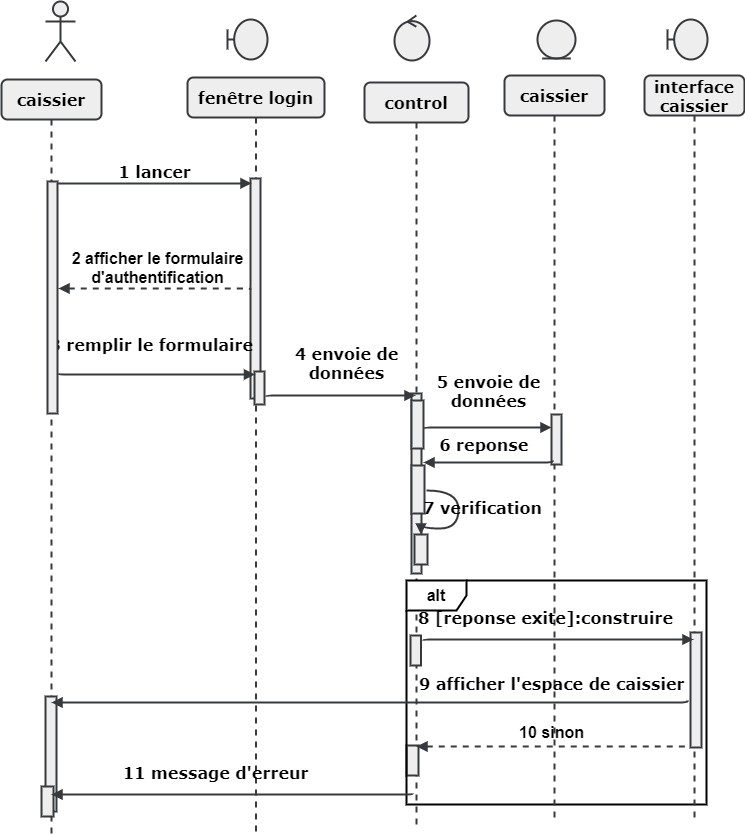 caissier
fenêtre login
control
caissier
interface
caissier
1 lancer
2 afficher le formulaire
d'authentification
3 remplir le formulaire
4 envoie de
données
5 envoie de
données
6 reponse
7 verification
alt
8 [reponse exite]:construire
9 afficher l'espace de caissier
10 sinon
11 message d'erreur